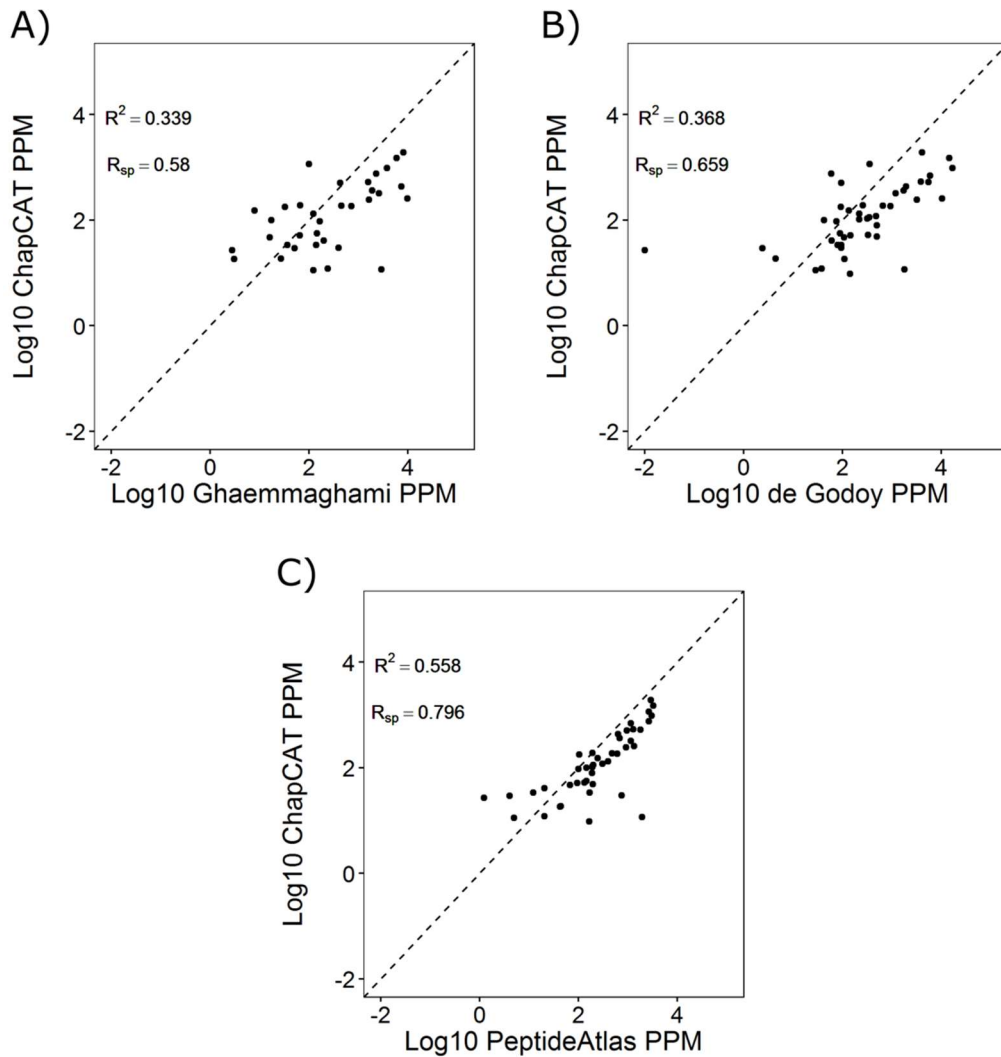 A)
R² = 0.339
Rsp = 0.58
Log10 ChapCAT PPM
4
2
0
-2
-2 0 2 4
Log10 Ghaemmaghami PPM
B)
R² = 0.368
Rsp = 0.659
Log10 ChapCAT PPM
4
2
0
-2
-2 0 2 4
Log10 de Godoy PPM
C)
R² = 0.558
Rsp = 0.796
Log10 ChapCAT PPM
4
2
0
-2
-2 0 2 4
Log10 PeptideAtlas PPM